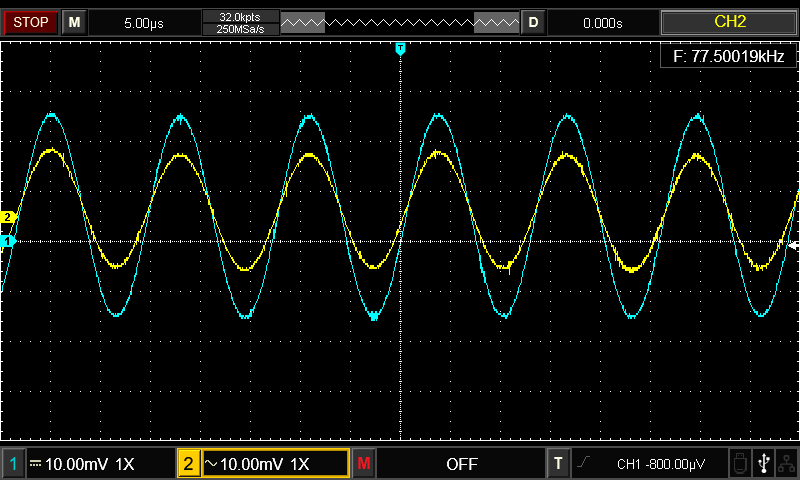 STOP M 5.00µs 32.0kpts D 0.000s CH2
250MSa/s
T
F: 77.50019kHz
2
1
1 10.00mV 1X 2 10.00mV 1X M OFF T CH1 -800.00µV